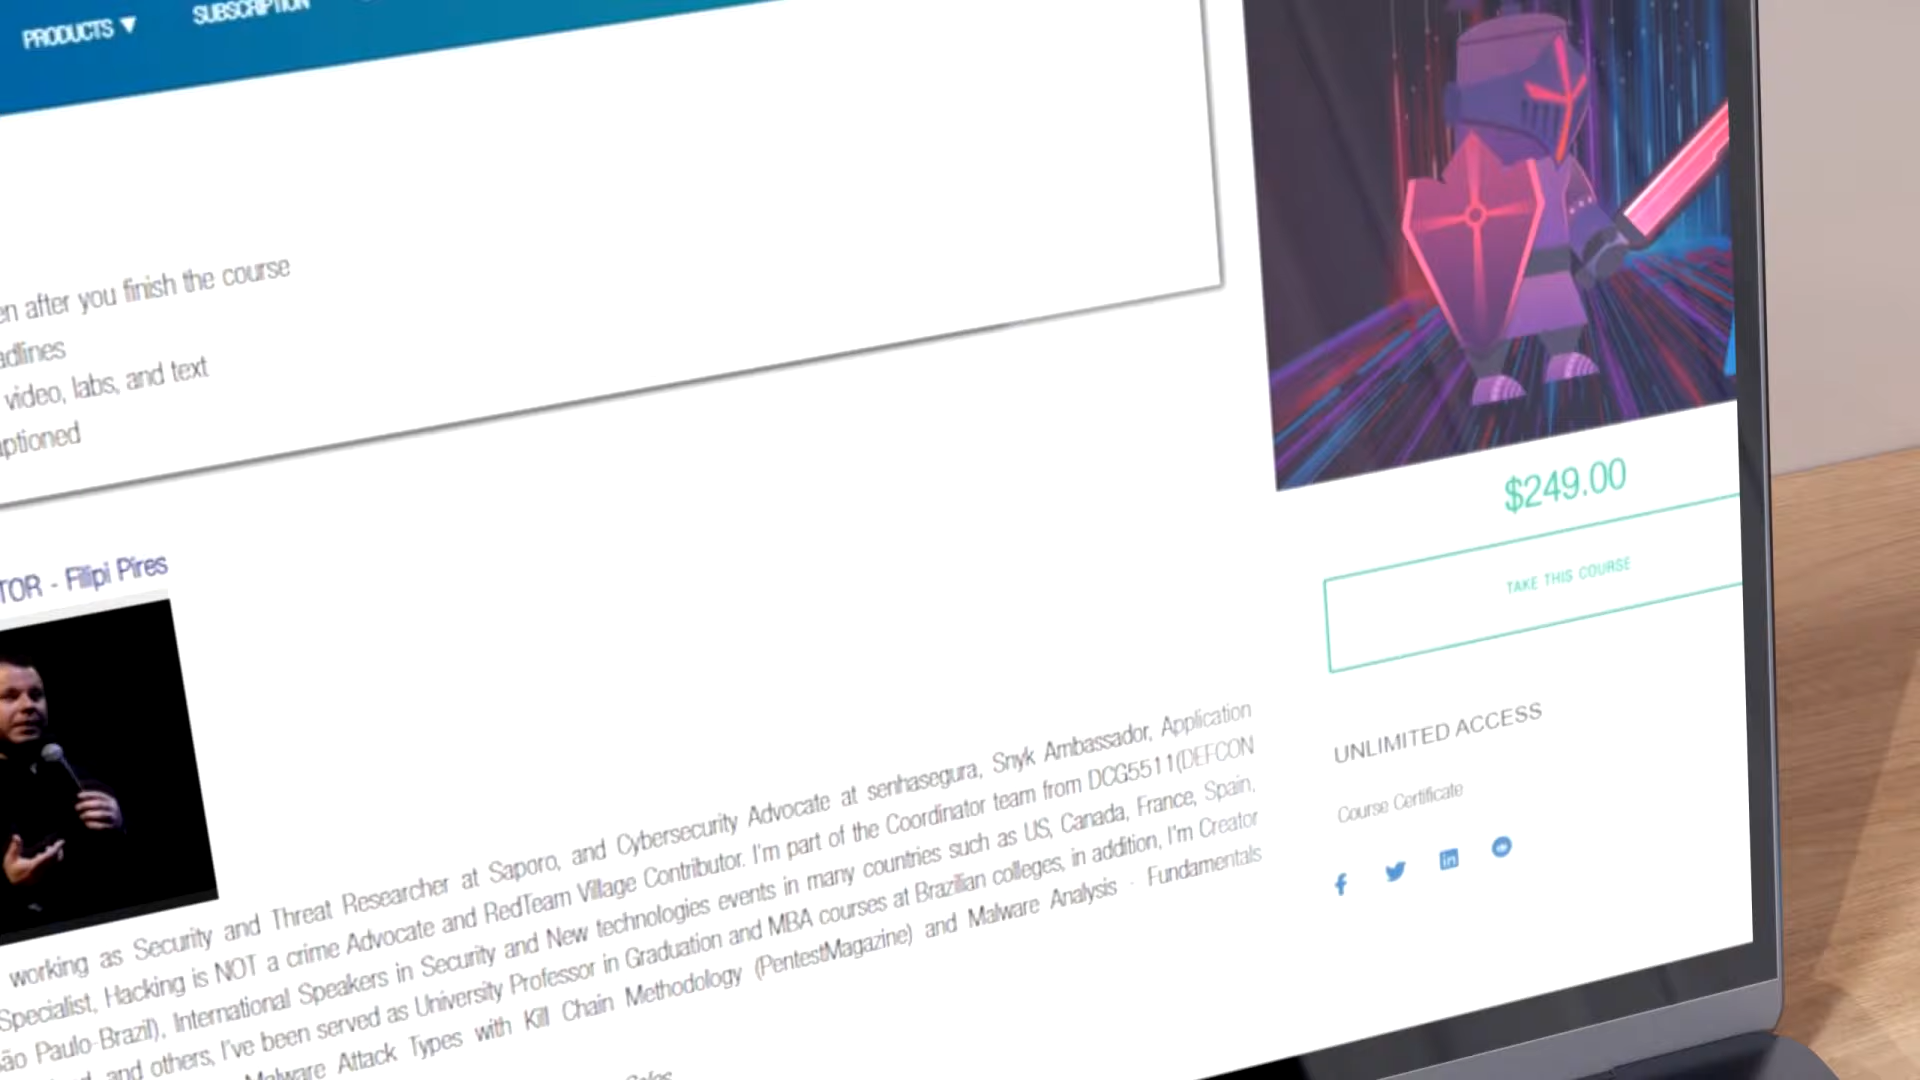 PRODUCTS ▼
SUBSCRIPTION
en after you finish the course
adlines
video, labs, and text
aptioned
TOR - Filipi Pires
working as Security and Threat Researcher at Saporo, and Cybersecurity Advocate at senhasegura, Snyk Ambassador, Application
Specialist, Hacking is NOT a crime Advocate and RedTeam Village Contributor. I'm part of the Coordinator team from DCG5511(DEFCON
ão Paulo-Brazil), International Speakers in Security and New technologies events in many countries such as US, Canada, France, Spain,
and others, I've been served as University Professor in Graduation and MBA courses at Brazilian colleges, in addition, I'm Creator
Malware Attack Types with Kill Chain Methodology (PentestMagazine) and Malware Analysis - Fundamentals
$249.00
TAKE THIS COURSE
UNLIMITED ACCESS
Course Certificate